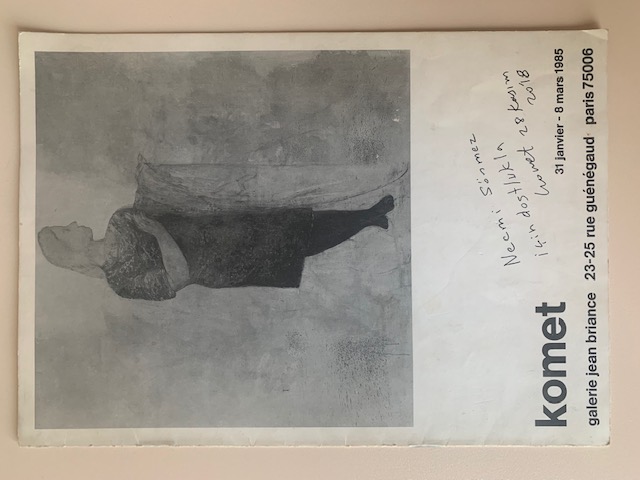 Necmi Sönmez
için dostlukla
Komet 28 Kasım
2018
komet
31 janvier - 8 mars 1985
galerie jean briance 23-25 rue guénégaud paris 75006